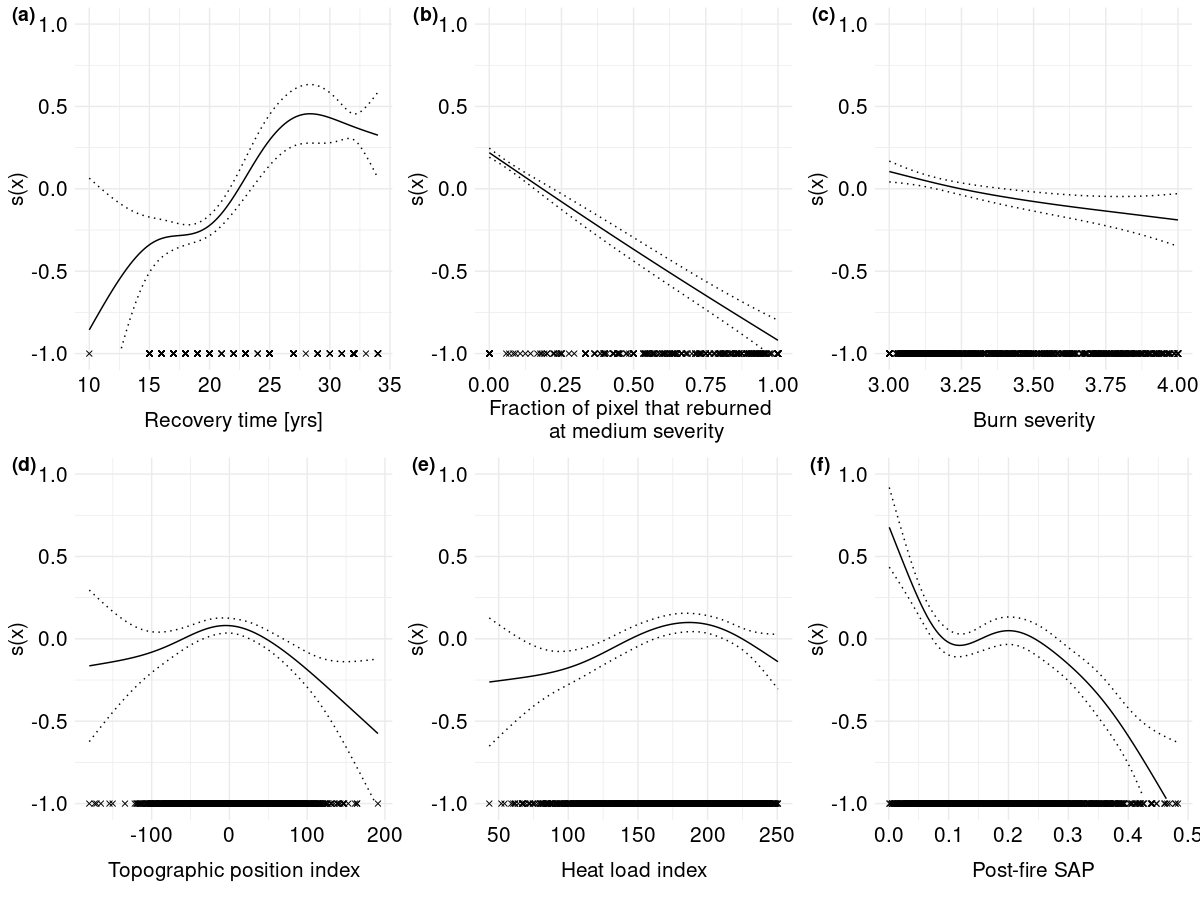 (a)
1.0
0.5
0.0
-0.5
-1.0
s(x)
10 15 20 25 30 35
Recovery time [yrs]
(b)
1.0
0.5
0.0
-0.5
-1.0
s(x)
0.00 0.25 0.50 0.75 1.00
Fraction of pixel that reburned
at medium severity
(c)
1.0
0.5
0.0
-0.5
-1.0
s(x)
3.00 3.25 3.50 3.75 4.00
Burn severity
(d)
1.0
0.5
0.0
-0.5
-1.0
s(x)
-100 0 100 200
Topographic position index
(e)
1.0
0.5
0.0
-0.5
-1.0
s(x)
50 100 150 200 250
Heat load index
(f)
1.0
0.5
0.0
-0.5
-1.0
s(x)
0.0 0.1 0.2 0.3 0.4 0.5
Post-fire SAP